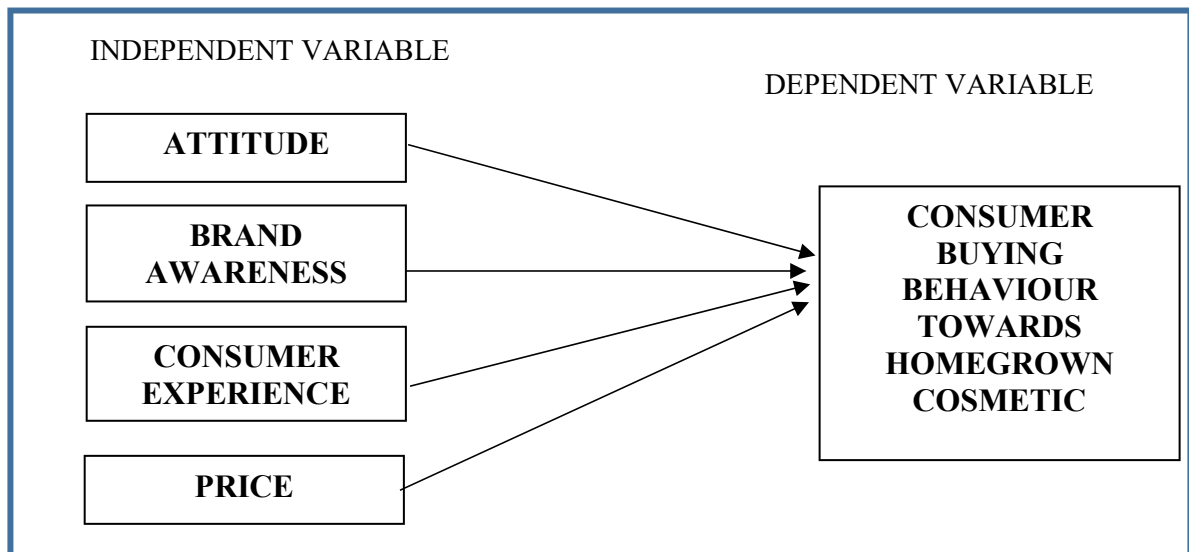 INDEPENDENT VARIABLE
DEPENDENT VARIABLE
ATTITUDE
BRAND
AWARENESS
CONSUMER
EXPERIENCE
PRICE
CONSUMER
BUYING
BEHAVIOUR
TOWARDS
HOMEGROWN
COSMETIC